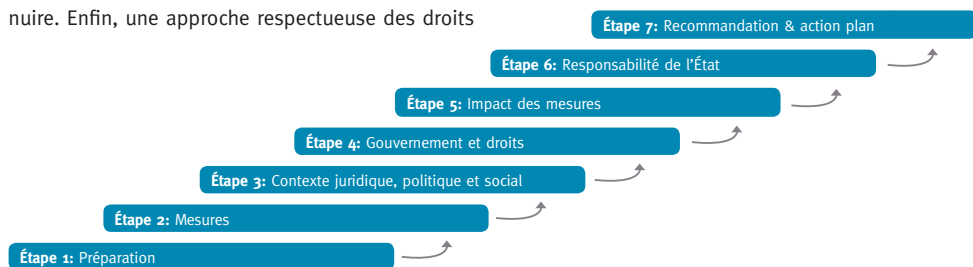 nuire. Enfin, une approche respectueuse des droits
Étape 7: Recommandation & action plan
Étape 6: Responsabilité de l'État
Étape 5: Impact des mesures
Étape 4: Gouvernement et droits
Étape 3: Contexte juridique, politique et social
Étape 2: Mesures
Étape 1: Préparation